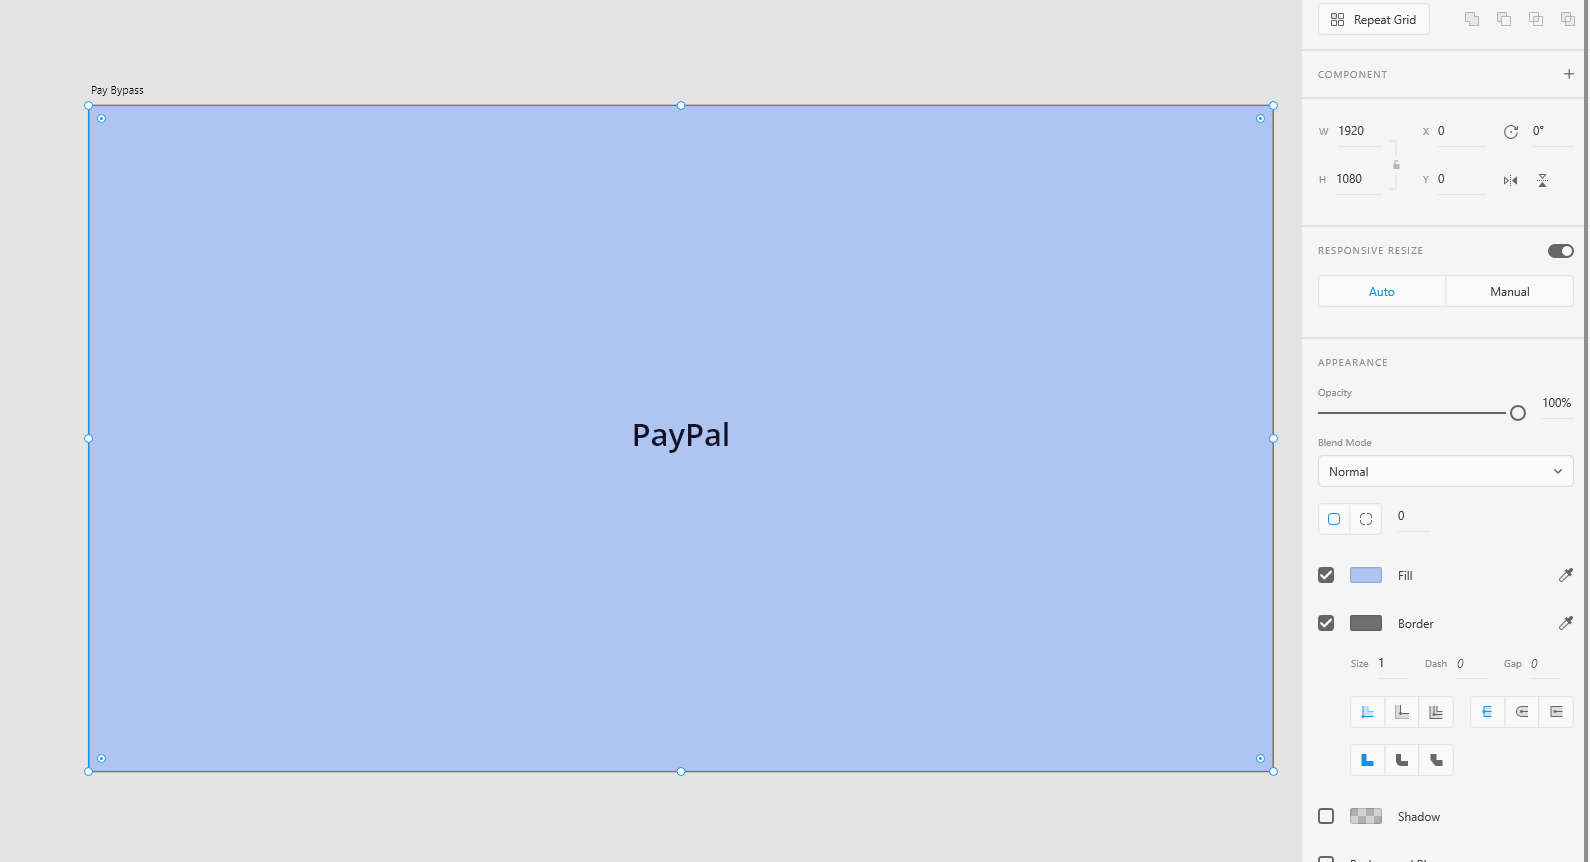 Repeat Grid
Pay Bypass
COMPONENT
W 1920 X 0 0°
H 1080 Y 0
RESPONSIVE RESIZE
Auto Manual
APPEARANCE
Opacity
100%
Blend Mode
Normal
0
PayPal
Fill
Border
Size 1 Dash 0 Gap 0
Shadow